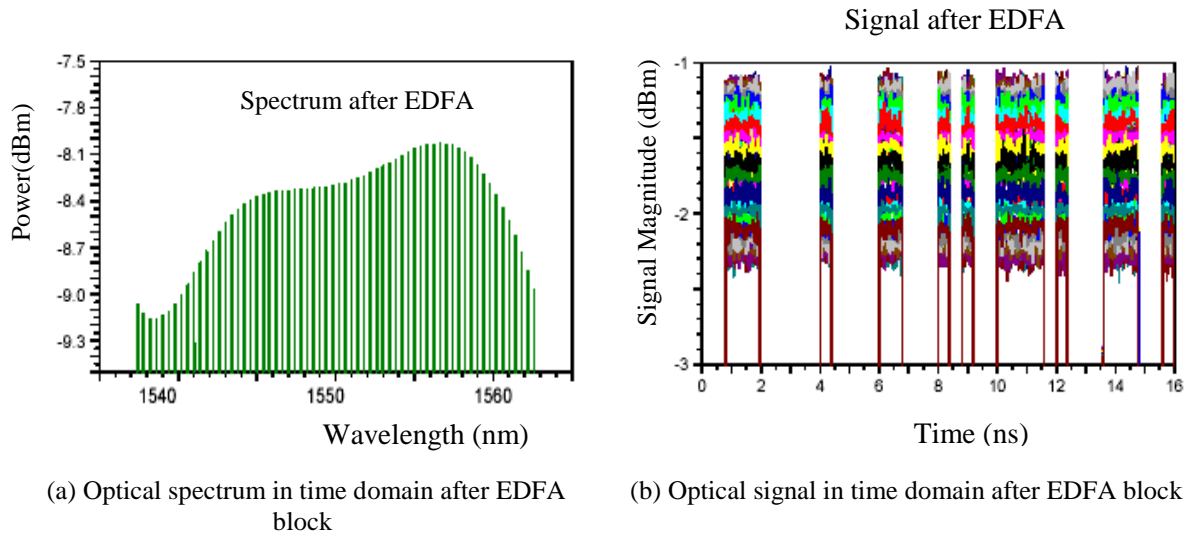 Signal after EDFA
Spectrum after EDFA
Power(dBm)
-7.5
-7.8
-8.1
-8.4
-8.7
-9.0
-9.3
1540
1550
1560
Wavelength (nm)
Signal Magnitude (dBm)
-1
-2
-3
0
2
4
6
8
10
12
14
16
Time (ns)
(a) Optical spectrum in time domain after EDFA
block
(b) Optical signal in time domain after EDFA block